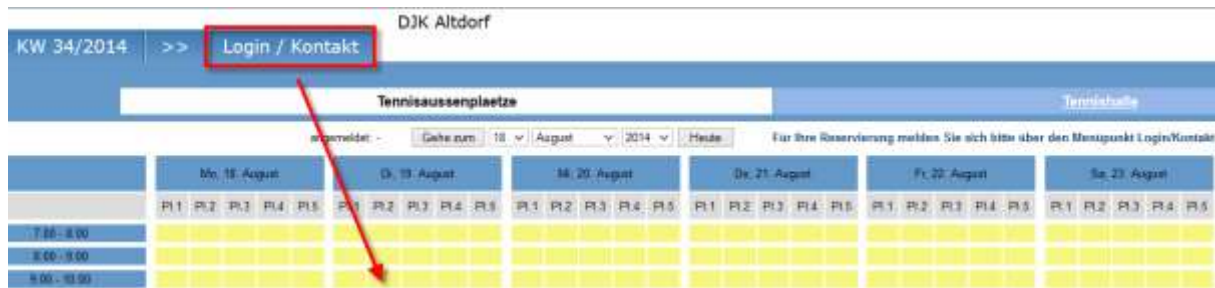 DJK Altdorf
KW 34/2014 >> Login / Kontakt
Tennisaussenplaetze Tennishalle
angemeldet: - Gehe zum 18 August 2014 Heute Für Ihre Reservierung melden Sie sich bitte über den Menüpunkt Login/Kontakt
Mo, 18. August Di, 19. August Mi, 20. August Do, 21. August Fr, 22. August Sa, 23. August
Pl.1 Pl.2 Pl.3 Pl.4 Pl.5 Pl.1 Pl.2 Pl.3 Pl.4 Pl.5 Pl.1 Pl.2 Pl.3 Pl.4 Pl.5 Pl.1 Pl.2 Pl.3 Pl.4 Pl.5 Pl.1 Pl.2 Pl.3 Pl.4 Pl.5 Pl.1 Pl.2 Pl.3 Pl.4 Pl.5
7.00 - 8.00
8.00 - 9.00
9.00 - 10.00